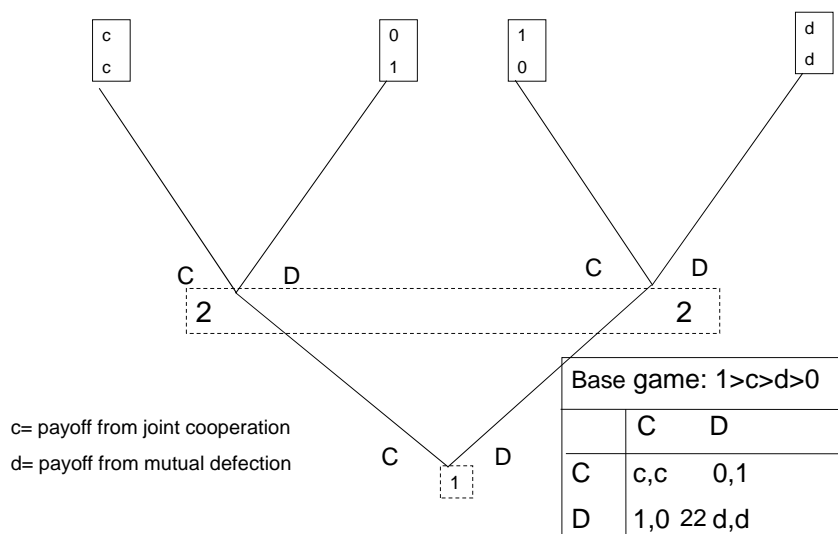 c 0 1 d
c 1 0 d
C D C D
2 2
Base game: 1>c>d>0
C D
c= payoff from joint cooperation
d= payoff from mutual defection
C D
1
C c,c 0,1
D 1,0 22 d,d